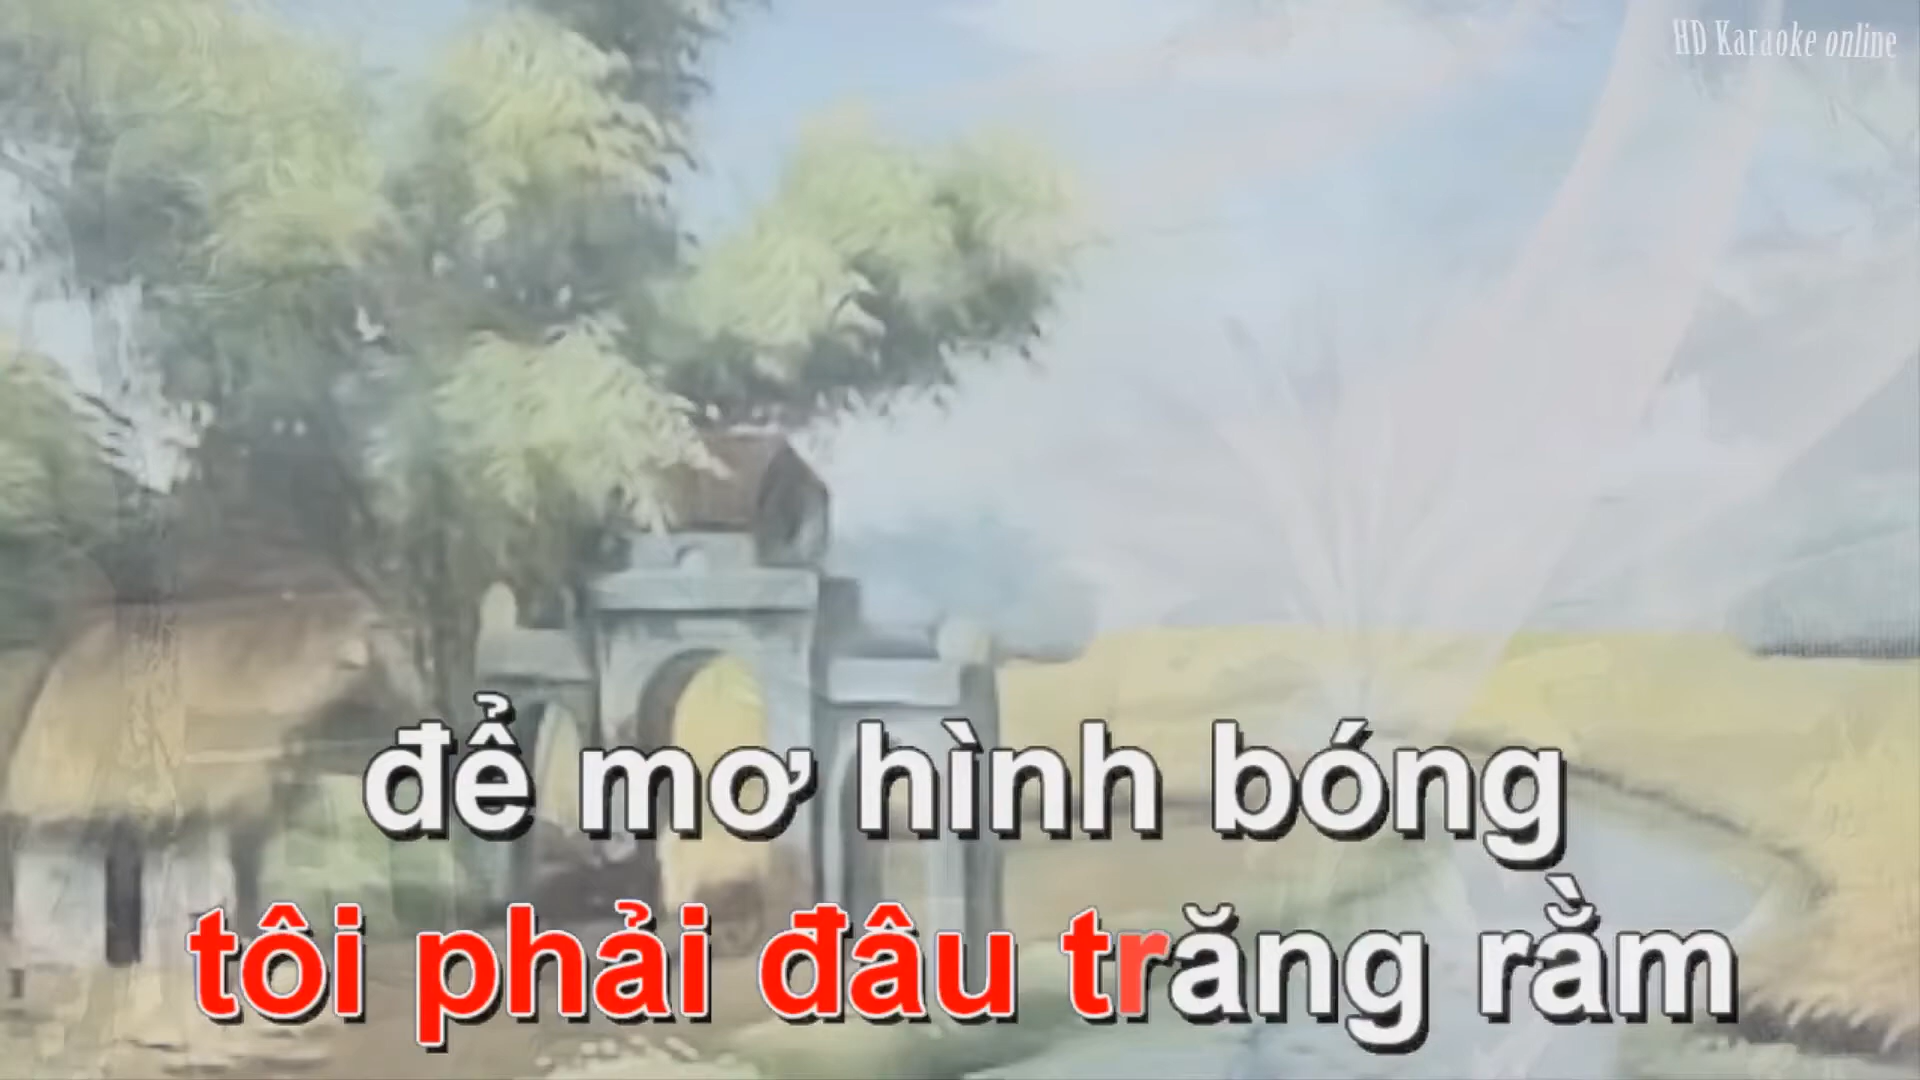 HD Karaoke online
để mơ hình bóng
tôi phải đâu trăng rằm